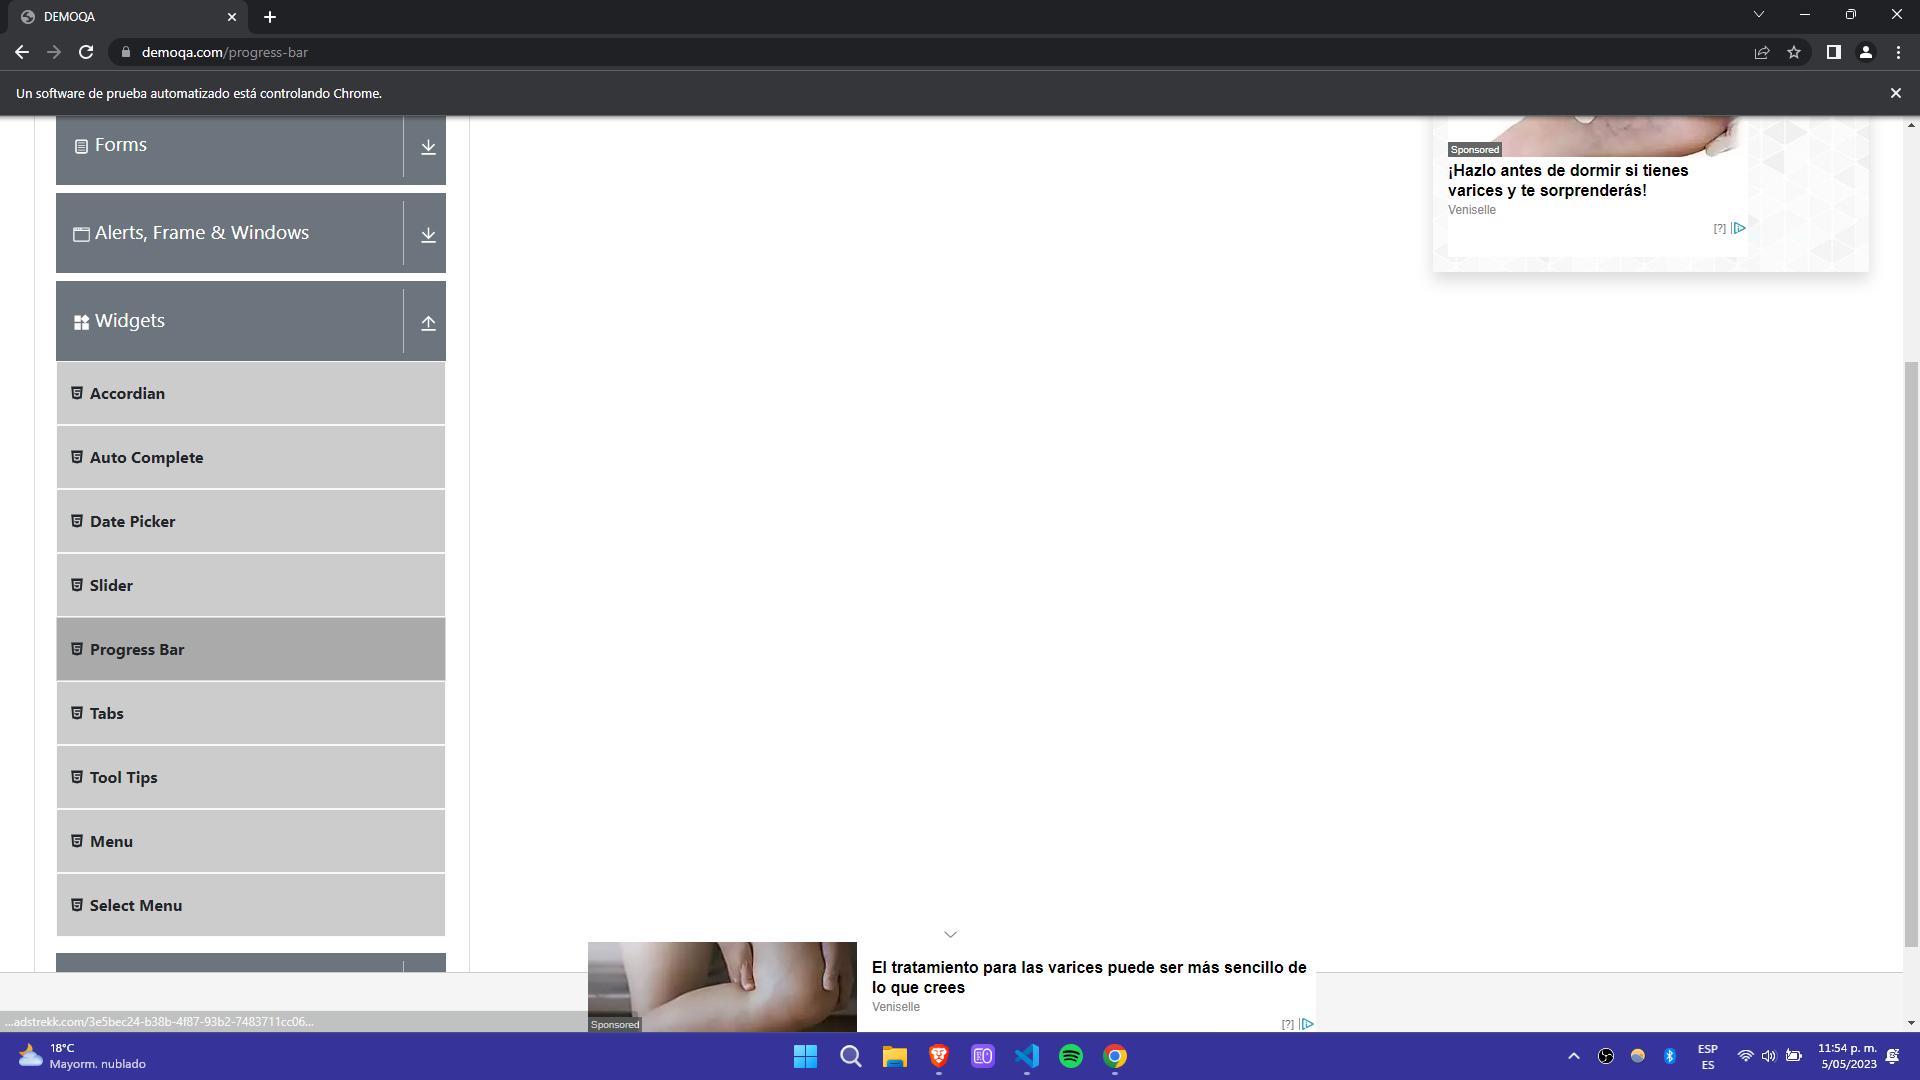 DEMOQA
demoqa.com/progress-bar
Un software de prueba automatizado está controlando Chrome.
Forms
Sponsored
¡Hazlo antes de dormir si tienes
varices y te sorprenderás!
Veniselle
[?]
Alerts, Frame & Windows
Widgets
Accordian
Auto Complete
Date Picker
Slider
Progress Bar
Tabs
Tool Tips
Menu
Select Menu
El tratamiento para las varices puede ser más sencillo de
lo que crees
Veniselle
Sponsored
[?]
...adstrekk.com/3e5bec24-b38b-4f87-93b2-7483711cc06...
18°C
Mayorm. nublado
ESP
ES
11:54 p. m.
5/05/2023